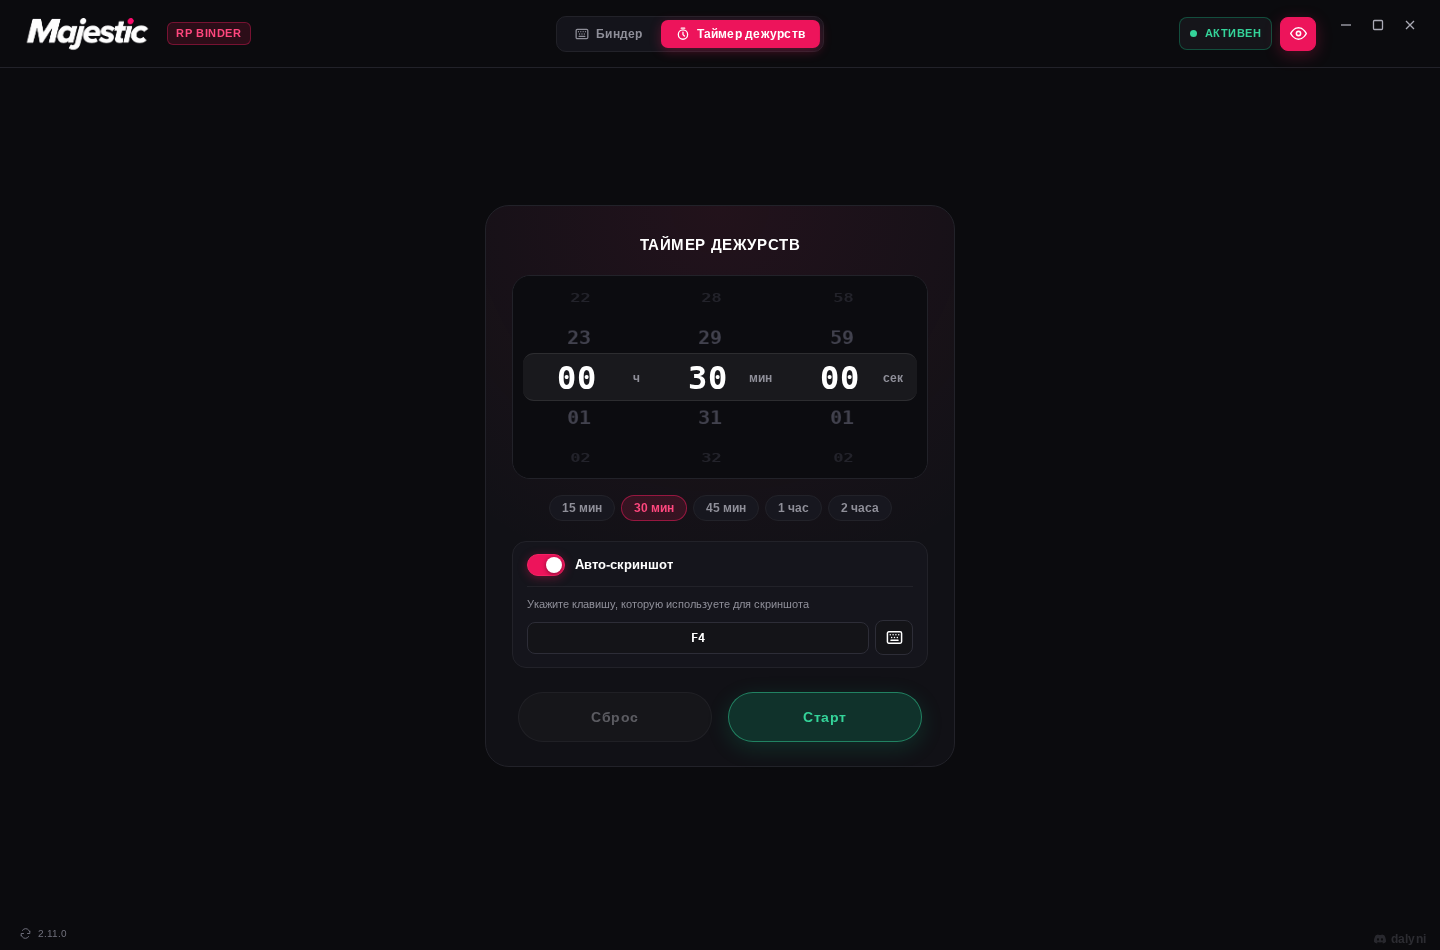 Majestic RP BINDER Биндер Таймер дежурств АКТИВЕН
ТАЙМЕР ДЕЖУРСТВ
22 28 58
23 29 59
00 ч 30 мин 00 сек
01 31 01
02 32 02
15 мин 30 мин 45 мин 1 час 2 часа
Авто-скриншот
Укажите клавишу, которую используете для скриншота
F4
Сброс Старт
2.11.0
dalyni